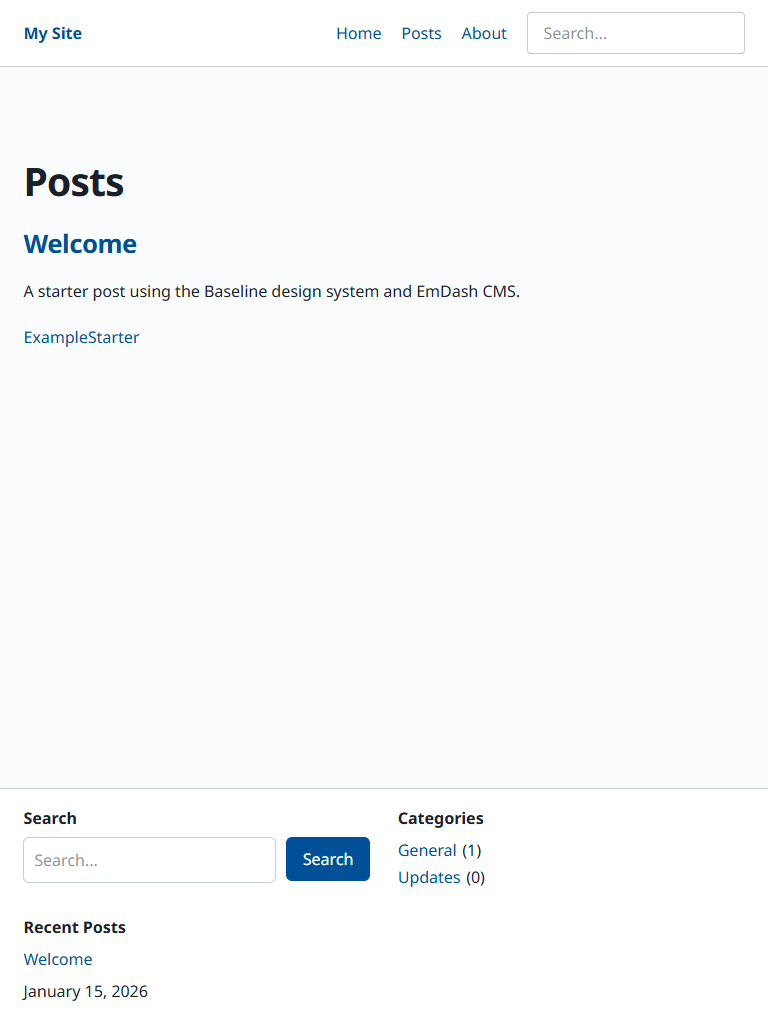 My Site Home Posts About Search...
Posts
Welcome
A starter post using the Baseline design system and EmDash CMS.
ExampleStarter
Search
Search... Search
Categories
General (1)
Updates (0)
Recent Posts
Welcome
January 15, 2026